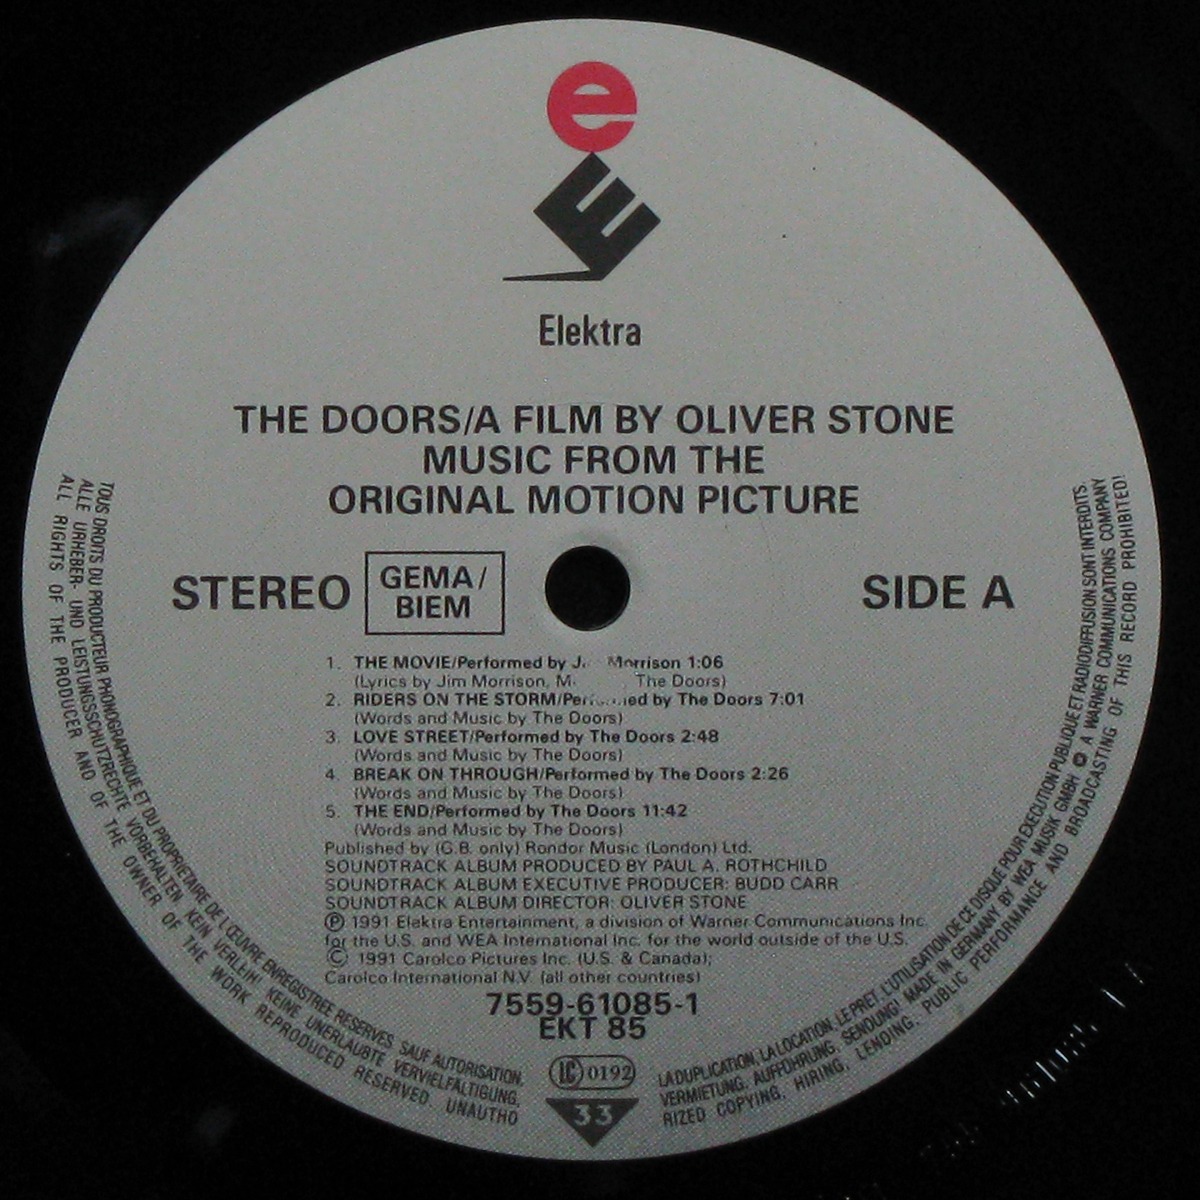 e
E
Elektra
THE DOORS/A FILM BY OLIVER STONE
MUSIC FROM THE
ORIGINAL MOTION PICTURE
STEREO
GEMA/
BIEM
SIDE A
1. THE MOVIE/Performed by J Morrison 1:06
(Lyrics by Jim Morrison, M The Doors)
2. RIDERS ON THE STORM/Per ed by The Doors 7:01
(Words and Music by The Doors)
3. LOVE STREET/Performed by The Doors 2:48
(Words and Music by The Doors)
4. BREAK ON THROUGH/Performed by The Doors 2:26
(Words and Music by The Doors)
5. THE END/Performed by The Doors 11:42
(Words and Music by The Doors)
Published by (G.B. only) Rondor Music (London) Ltd.
SOUNDTRACK ALBUM PRODUCED BY PAUL A. ROTHCHILD
SOUNDTRACK ALBUM EXECUTIVE PRODUCER: BUDD CARR
SOUNDTRACK ALBUM DIRECTOR: OLIVER STONE
Ⓟ 1991 Elektra Entertainment, a division of Warner Communications Inc.
for the U.S. and WEA International Inc. for the world outside of the U.S.
© 1991 Carolco Pictures Inc. (U.S. & Canada);
Carolco International N.V. (all other countries)
7559-61085-1
EKT 85
LC 0192
33
TOUS DROITS DU PRODUCTEUR PHONOGRAPHIQUE ET DU PROPRIETAIRE DE L'ŒUVRE ENREGISTREE RESERVES. SAUF AUTORISATION, LA DUPLICATION, LA LOCATION, LE PRET, L'UTILISATION DE CE DISQUE POUR EXECUTION PUBLIQUE ET RADIODIFFUSION SONT INTERDITS.
ALLE URHEBER- UND LEISTUNGSSCHUTZRECHTE VORBEHALTEN. KEIN VERLEIH! KEINE UNERLAUBTE VERVIELFÄLTIGUNG, VERMIETUNG, AUFFÜHRUNG, SENDUNG! MADE IN GERMANY BY WEA MUSIK GMBH A WARNER COMMUNICATIONS COMPANY
ALL RIGHTS OF THE PRODUCER AND OF THE OWNER OF THE WORK REPRODUCED RESERVED UNAUTHORIZED COPYING, HIRING, LENDING, PUBLIC PERFORMANCE AND BROADCASTING OF THIS RECORD PROHIBITED!